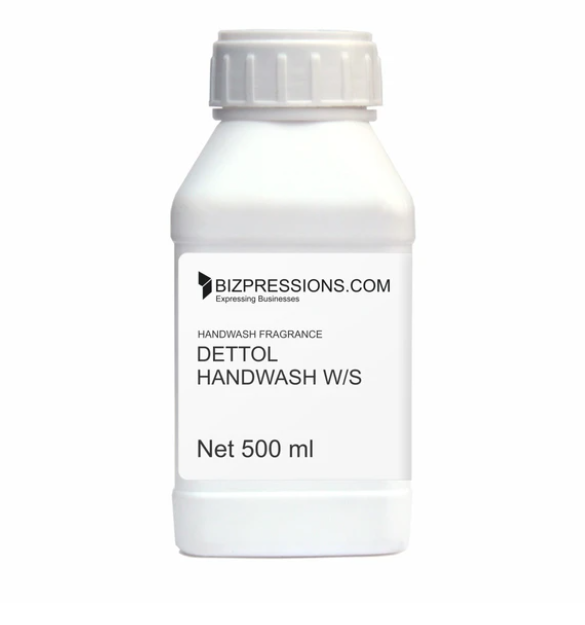 BIZPRESSIONS.COM
Expressing Businesses
HANDWASH FRAGRANCE
DETTOL
HANDWASH W/S
Net 500 ml